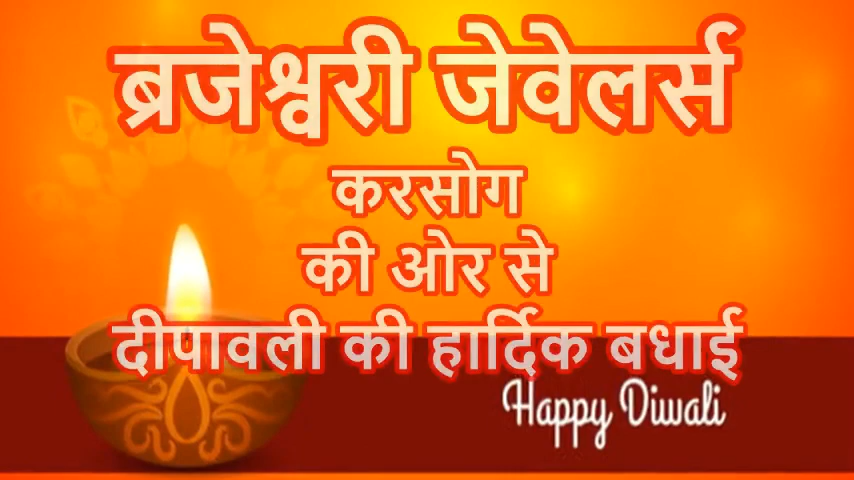 ब्रजेश्वरी जेवेलर्स
करसोग
की ओर से
दीपावली की हार्दिक बधाई
Happy Diwali